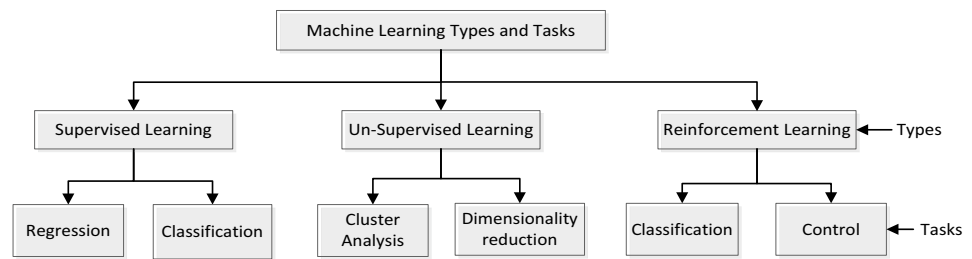 Machine Learning Types and Tasks
Supervised Learning
Un-Supervised Learning
Reinforcement Learning
Types
Regression
Classification
Cluster
Analysis
Dimensionality
reduction
Classification
Control
Tasks